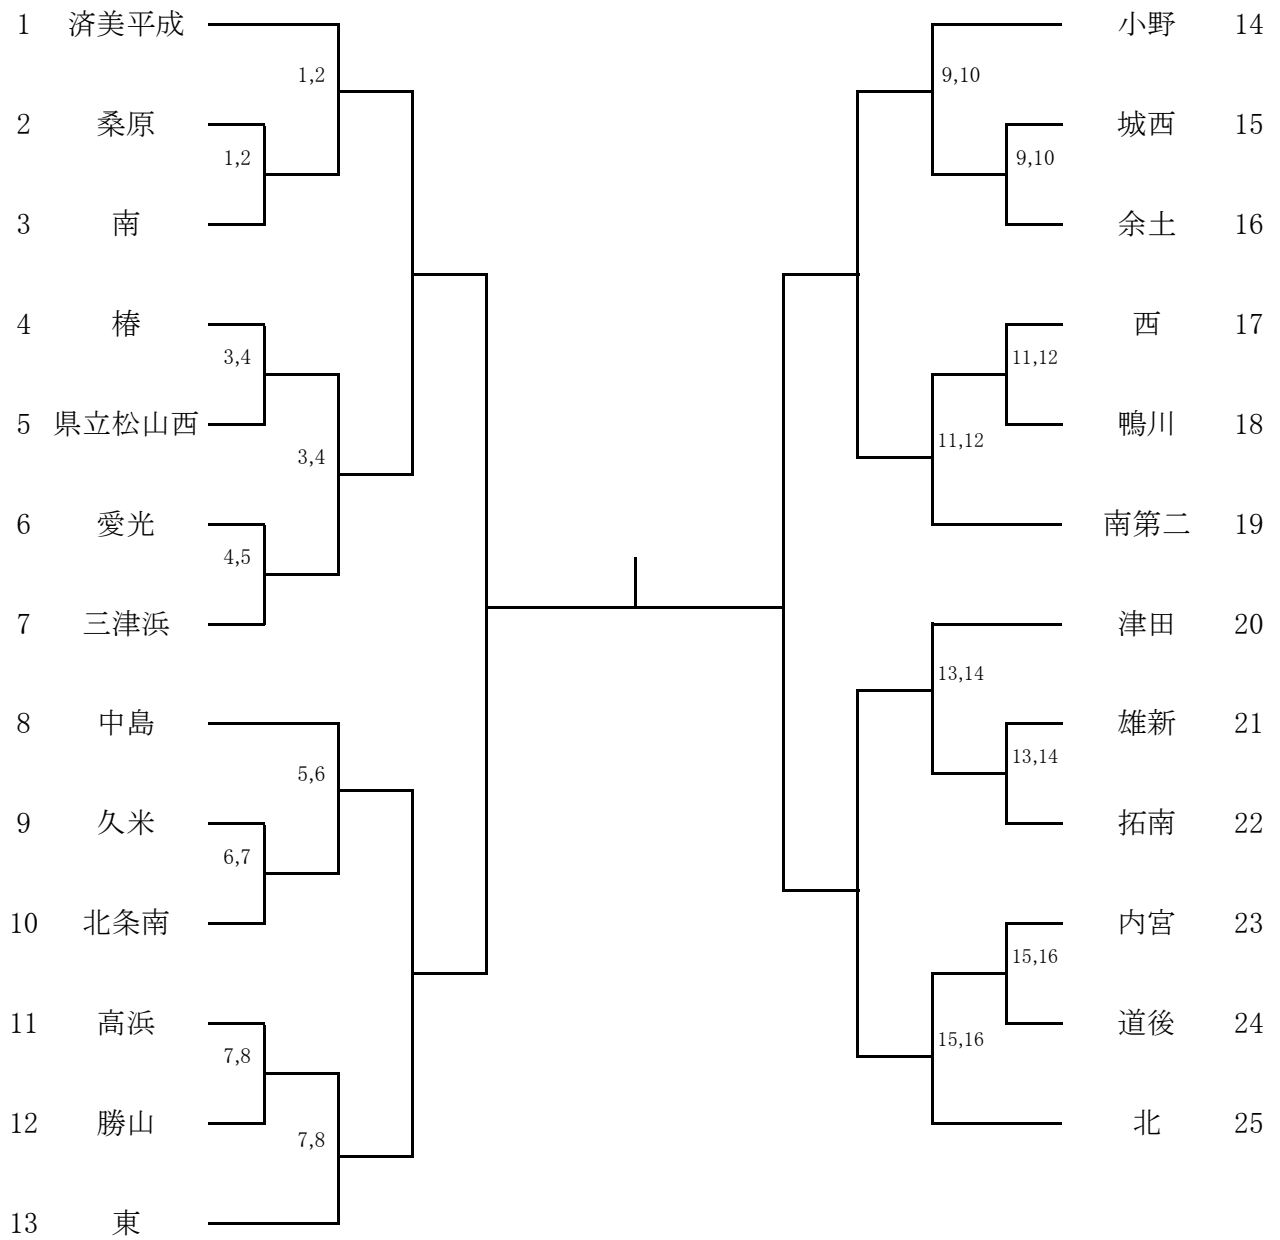 1 済美平成
1,2
2 桑原
1,2
3 南
4 椿
3,4
5 県立松山西
3,4
6 愛光
4,5
7 三津浜
8 中島
5,6
9 久米
6,7
10 北条南
11 高浜
7,8
12 勝山
7,8
13 東
小野 14
9,10
城西 15
9,10
余土 16
西 17
11,12
鴨川 18
11,12
南第二 19
津田 20
13,14
雄新 21
13,14
拓南 22
内宮 23
15,16
道後 24
15,16
北 25